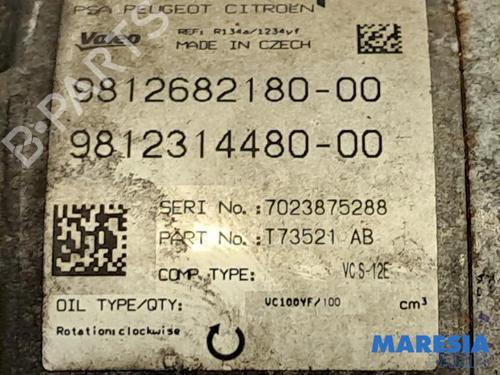 PSA PEUGEOT CITROËN
Valeo
REF: R134a/1234yf
MADE IN CZECH
9812682180-00
9812314480-00
SERI No.:7023875288
PART No.:T73521 AB
COMP.TYPE: VCS-12E
OIL TYPE/QTY: VC100YF/100 cm³
Rotation:clockwise
B-PARTS
MARESIA